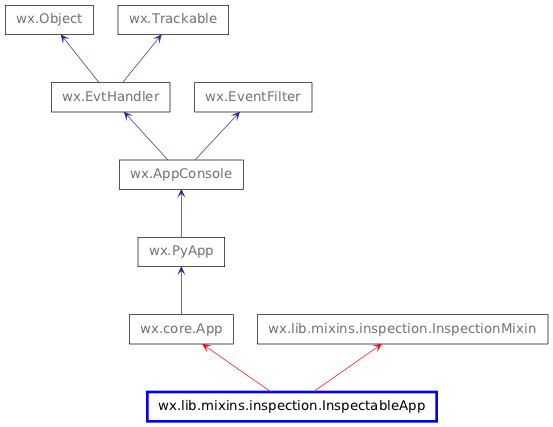 wx.Object
wx.Trackable
wx.EvtHandler
wx.EventFilter
wx.AppConsole
wx.PyApp
wx.core.App
wx.lib.mixins.inspection.InspectionMixin
wx.lib.mixins.inspection.InspectableApp